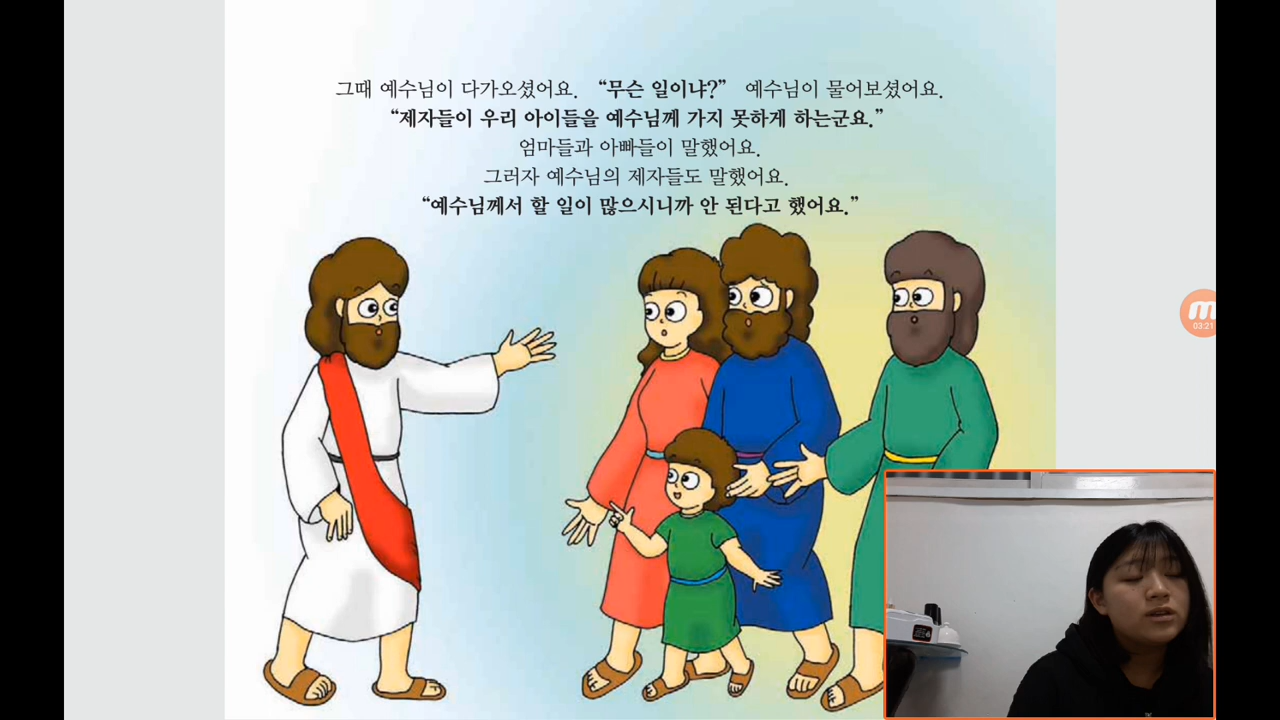 그때 예수님이 다가오셨어요. “무슨 일이냐?” 예수님이 물어보셨어요.
“제자들이 우리 아이들을 예수님께 가지 못하게 하는군요.”
엄마들과 아빠들이 말했어요.
그러자 예수님의 제자들도 말했어요.
“예수님께서 할 일이 많으시니까 안 된다고 했어요.”
m
03:21